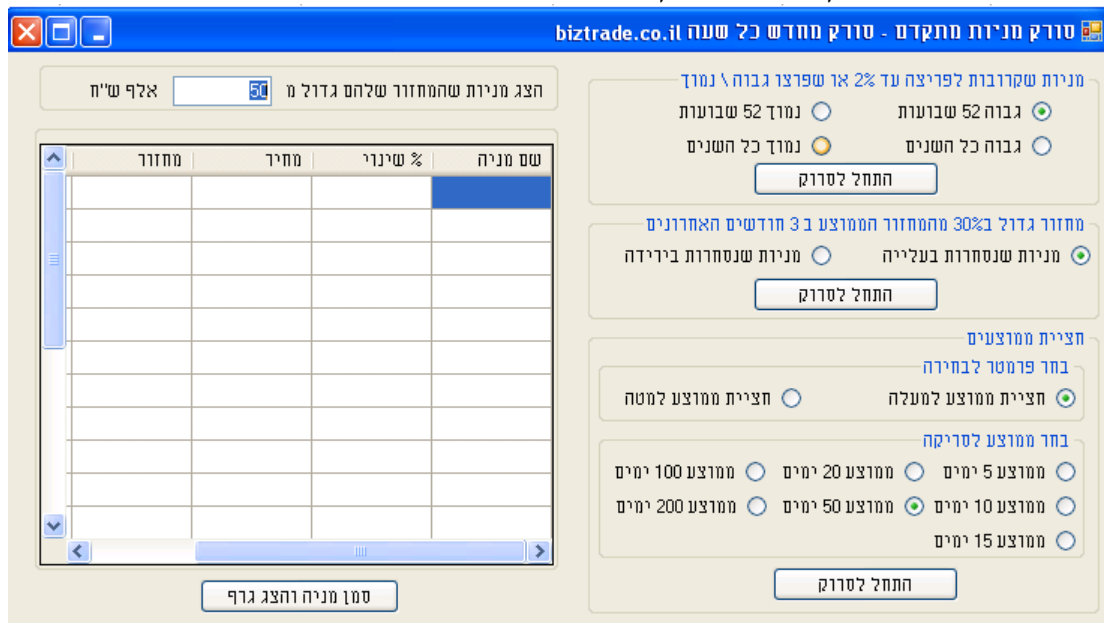 סורק מניות מתקדם - סורק מחדש כל שעה biztrade.co.il
מניות שקרובות לפריצה עד 2% או שפרצו גבוה \ נמוך
גבוה 52 שבועות נמוך 52 שבועות
גבוה כל השנים נמוך כל השנים
התחל לסרוק
מחזור גדול ב30% מהמחזור הממוצע ב 3 חודשים האחרונים
מניות שנסחרות בעלייה מניות שנסחרות בירידה
התחל לסרוק
חציית ממוצעים
בחר פרמטר לבחירה
חציית ממוצע למעלה חציית ממוצע למטה
בחר ממוצע לסריקה
ממוצע 5 ימים ממוצע 20 ימים ממוצע 100 ימים
ממוצע 10 ימים ממוצע 50 ימים ממוצע 200 ימים
ממוצע 15 ימים
התחל לסרוק
הצג מניות שהמחזור שלהם גדול מ 50 אלף ש''ח
שם מניה % שינוי מחיר מחזור
סמן מניה והצג גרף